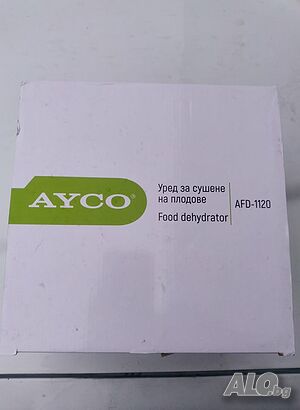 AYCO®
Уред за сушене
на плодове
Food dehydrator
AFD-1120
ALO.bg